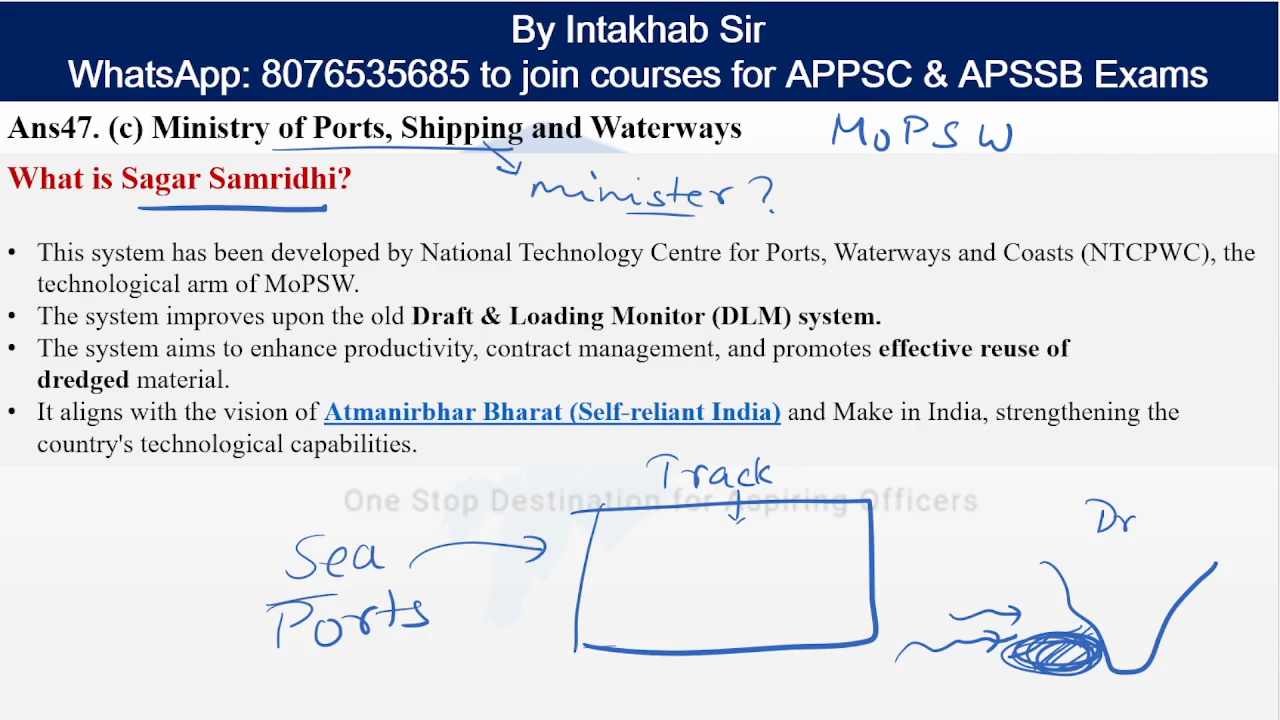 By Intakhab Sir
WhatsApp: 8076535685 to join courses for APPSC & APSSB Exams
Ans47. (c) Ministry of Ports, Shipping and Waterways
MoPSW
What is Sagar Samridhi?
minister?
• This system has been developed by National Technology Centre for Ports, Waterways and Coasts (NTCPWC), the
technological arm of MoPSW.
• The system improves upon the old Draft & Loading Monitor (DLM) system.
• The system aims to enhance productivity, contract management, and promotes effective reuse of
dredged material.
• It aligns with the vision of Atmanirbhar Bharat (Self-reliant India) and Make in India, strengthening the
country's technological capabilities.
Track
One Stop Destination for Aspiring Officers
Dr
Sea
Ports